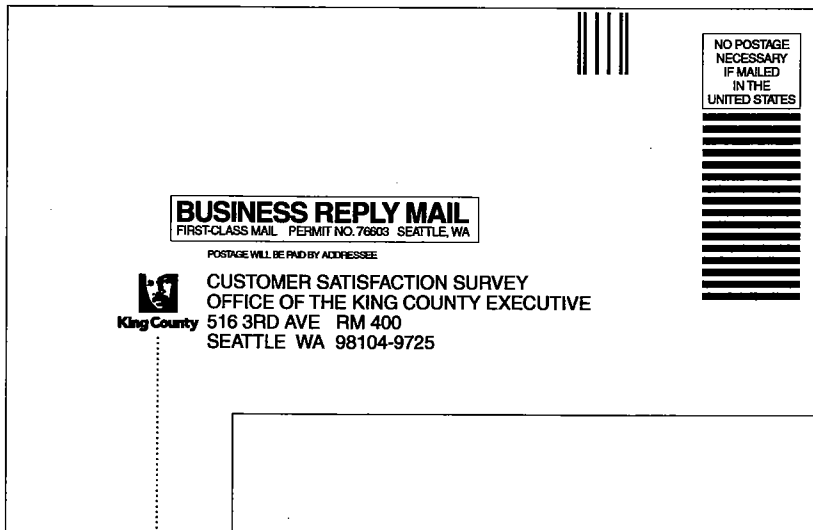 NO POSTAGE
NECESSARY
IF MAILED
IN THE
UNITED STATES
BUSINESS REPLY MAIL
FIRST-CLASS MAIL PERMIT NO. 76603 SEATTLE, WA
POSTAGE WILL BE PAID BY ADDRESSEE
King County
CUSTOMER SATISFACTION SURVEY
OFFICE OF THE KING COUNTY EXECUTIVE
516 3RD AVE RM 400
SEATTLE WA 98104-9725